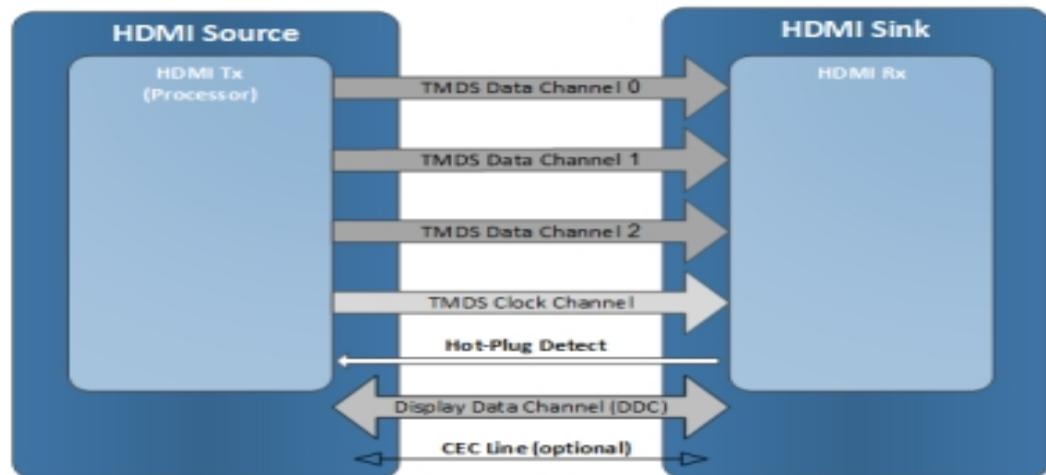 HDMI Source
HDMI Sink
HDMI Tx
(Processor)
HDMI Rx
TMDS Data Channel 0
TMDS Data Channel 1
TMDS Data Channel 2
TMDS Clock Channel
Hot-Plug Detect
Display Data Channel (DDC)
CEC Line (optional)